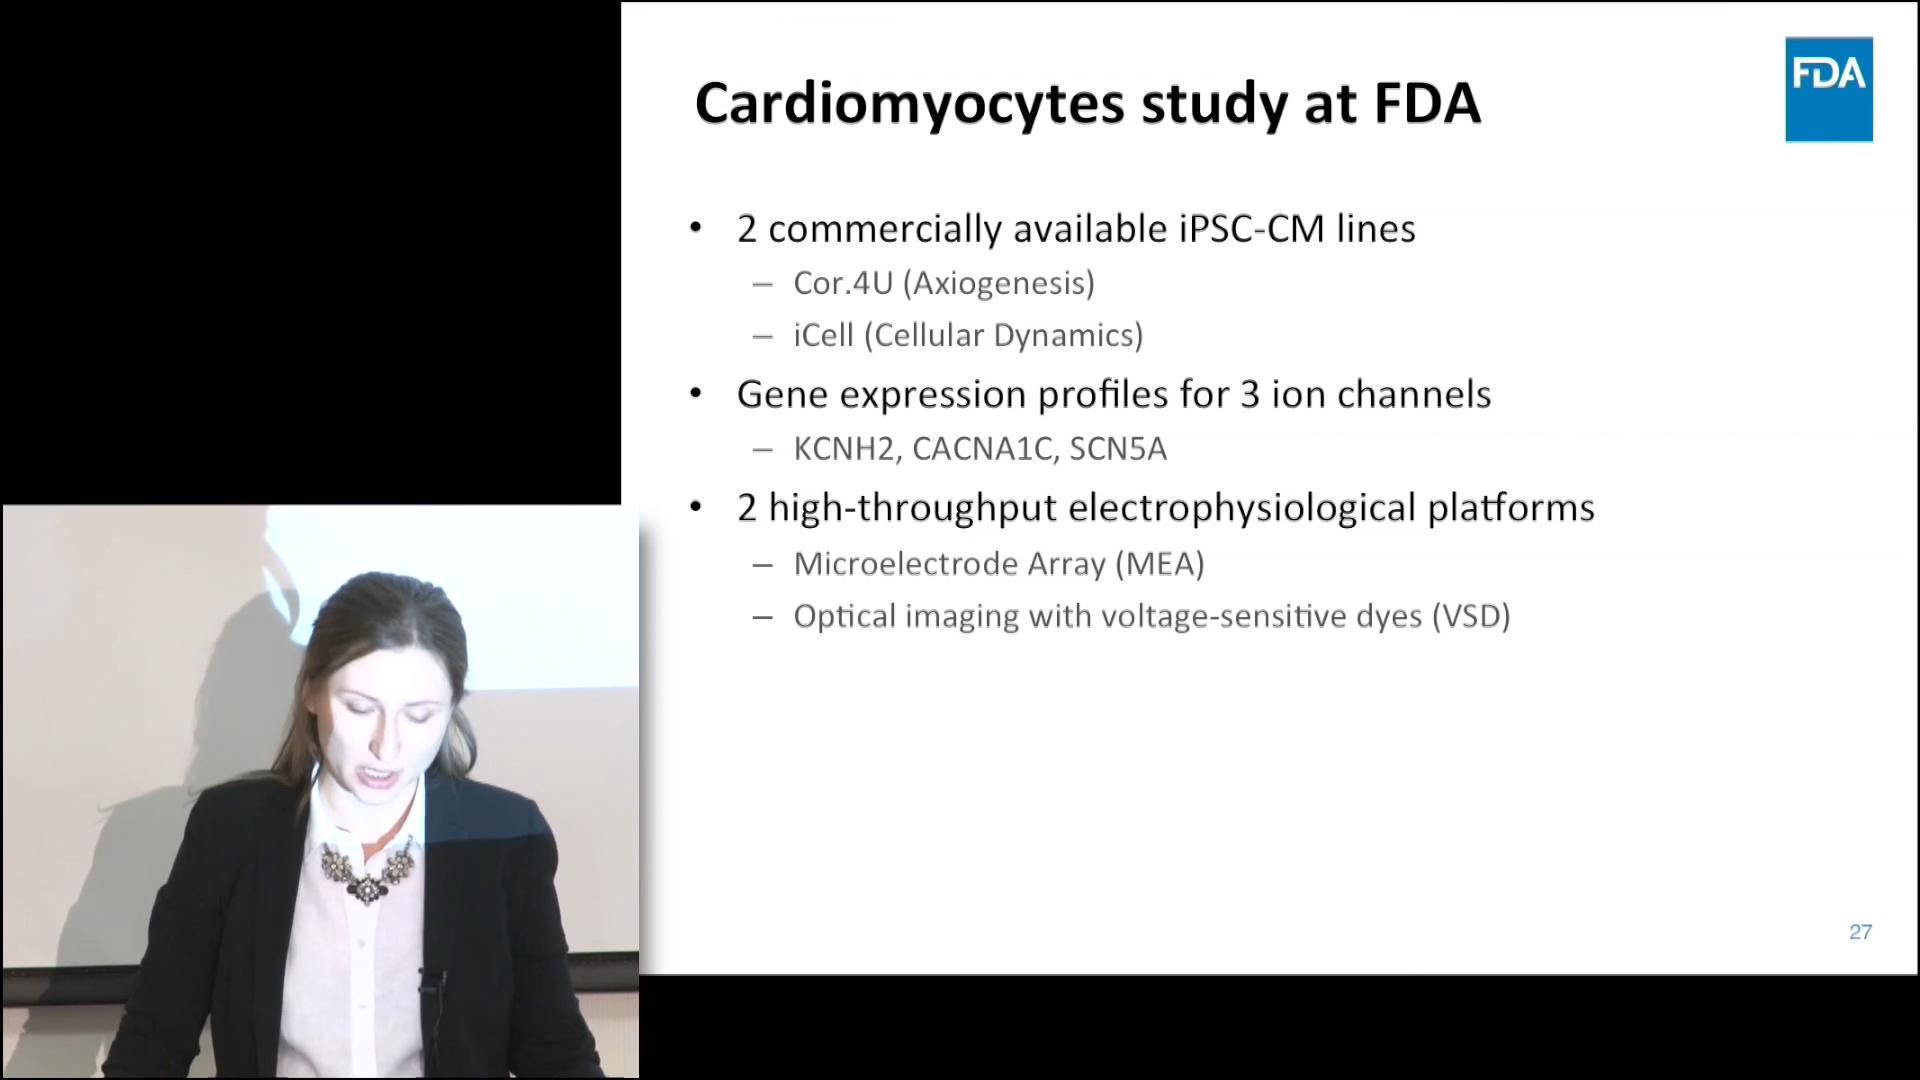 FDA
Cardiomyocytes study at FDA
• 2 commercially available iPSC-CM lines
– Cor.4U (Axiogenesis)
– iCell (Cellular Dynamics)
• Gene expression profiles for 3 ion channels
– KCNH2, CACNA1C, SCN5A
• 2 high-throughput electrophysiological platforms
– Microelectrode Array (MEA)
– Optical imaging with voltage-sensitive dyes (VSD)
27